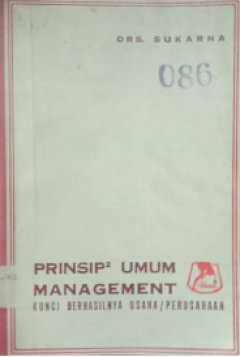 DRS. SUKARNA
086
PRINSIP² UMUM
MANAGEMENT
KUNCI BERHASILNYA USAHA/PERUSAHAAN